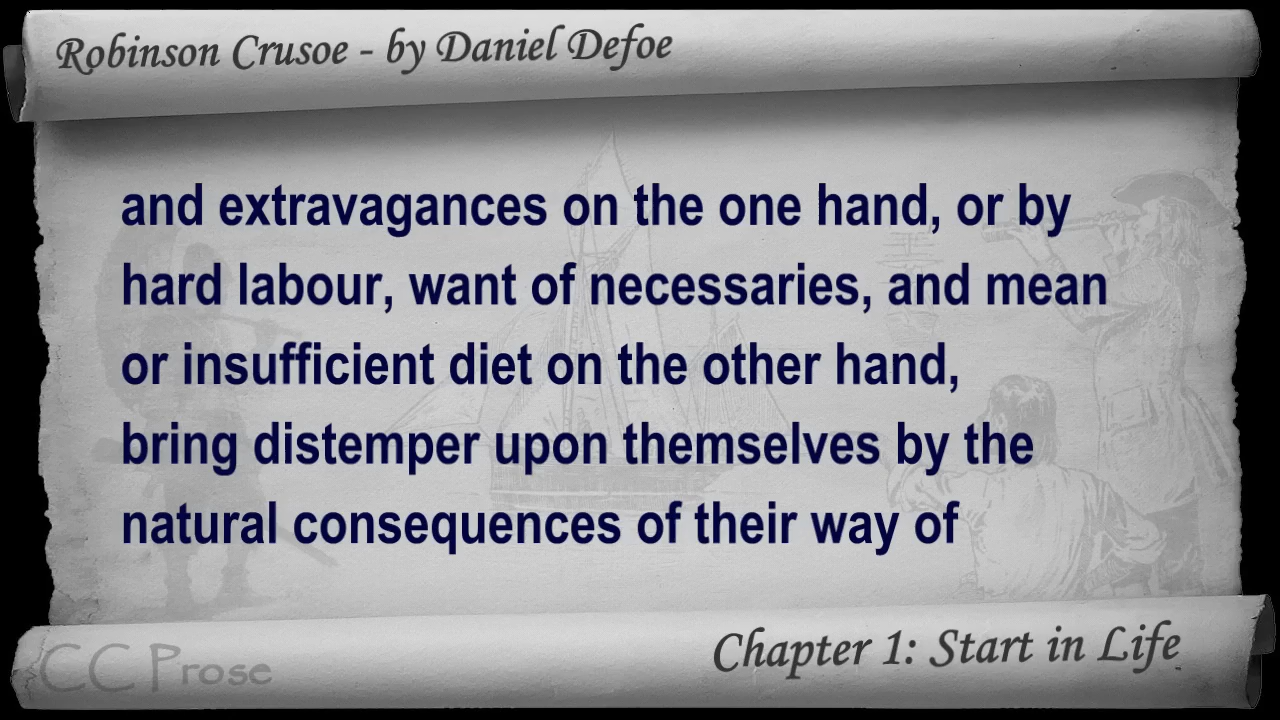 Robinson Crusoe - by Daniel Defoe
and extravagances on the one hand, or by
hard labour, want of necessaries, and mean
or insufficient diet on the other hand,
bring distemper upon themselves by the
natural consequences of their way of
Chapter 1: Start in Life
CC Prose